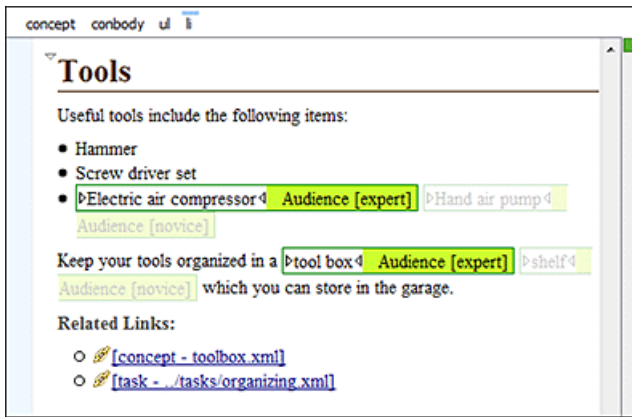 concept conbody ul li
Tools
Useful tools include the following items:
Hammer
Screw driver set
Electric air compressor Audience [expert] Hand air pump
Audience [novice]
Keep your tools organized in a tool box Audience [expert] shelf
Audience [novice] which you can store in the garage.
Related Links:
[concept - toolbox.xml]
[task - ../tasks/organizing.xml]